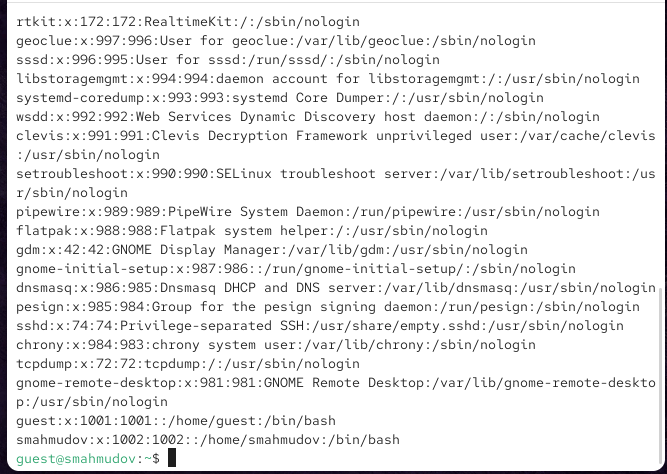 rtkit:x:172:172:RealtimeKit:/:/sbin/nologin
geoclue:x:997:996:User for geoclue:/var/lib/geoclue:/sbin/nologin
sssd:x:996:995:User for sssd:/run/sssd/:/sbin/nologin
libstoragemgmt:x:994:994:daemon account for libstoragemgmt:/:/usr/sbin/nologin
systemd-coredump:x:993:993:systemd Core Dumper:/:/usr/sbin/nologin
wsdd:x:992:992:Web Services Dynamic Discovery host daemon:/:/sbin/nologin
clevis:x:991:991:Clevis Decryption Framework unprivileged user:/var/cache/clevis
:/usr/sbin/nologin
setroubleshoot:x:990:990:SELinux troubleshoot server:/var/lib/setroubleshoot:/us
r/sbin/nologin
pipewire:x:989:989:PipeWire System Daemon:/run/pipewire:/usr/sbin/nologin
flatpak:x:988:988:Flatpak system helper:/:/usr/sbin/nologin
gdm:x:42:42:GNOME Display Manager:/var/lib/gdm:/usr/sbin/nologin
gnome-initial-setup:x:987:986::/run/gnome-initial-setup/:/sbin/nologin
dnsmasq:x:986:985:Dnsmasq DHCP and DNS server:/var/lib/dnsmasq:/usr/sbin/nologin
pesign:x:985:984:Group for the pesign signing daemon:/run/pesign:/sbin/nologin
sshd:x:74:74:Privilege-separated SSH:/usr/share/empty.sshd:/usr/sbin/nologin
chrony:x:984:983:chrony system user:/var/lib/chrony:/sbin/nologin
tcpdump:x:72:72:tcpdump:/:/usr/sbin/nologin
gnome-remote-desktop:x:981:981:GNOME Remote Desktop:/var/lib/gnome-remote-deskto
p:/usr/sbin/nologin
guest:x:1001:1001::/home/guest:/bin/bash
smahmudov:x:1002:1002::/home/smahmudov:/bin/bash
guest@smahmudov:~$